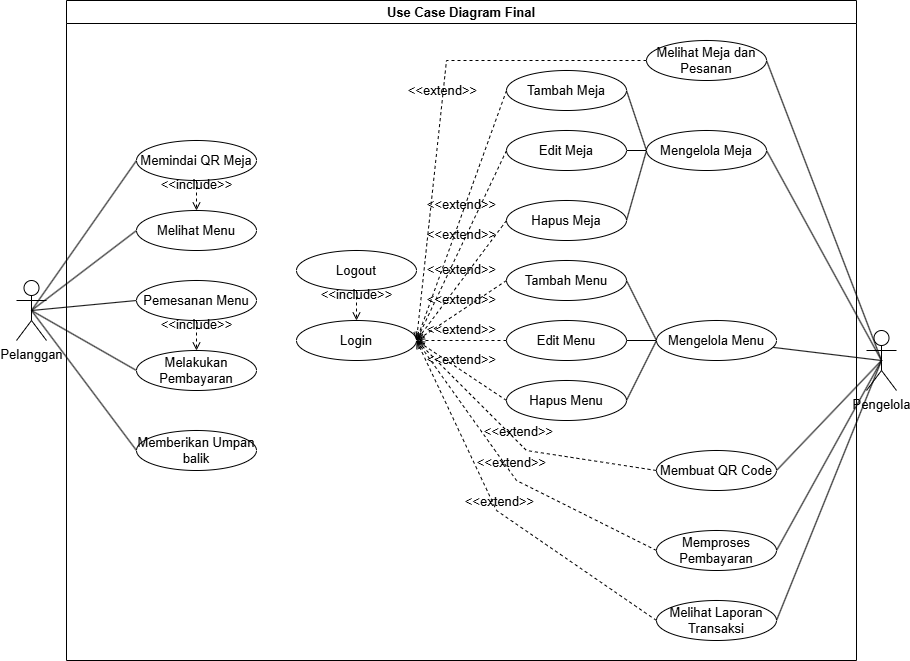 Use Case Diagram Final
Melihat Meja dan
Pesanan
<<extend>>
Tambah Meja
Memindai QR Meja
Edit Meja
Mengelola Meja
<<include>>
<<extend>>
Melihat Menu
Hapus Meja
<<extend>>
Logout
<<extend>>
Tambah Menu
<<include>>
Pemesanan Menu
<<extend>>
<<include>>
<<extend>>
Login
Edit Menu
Mengelola Menu
Pelanggan
<<extend>>
Melakukan
Pembayaran
Hapus Menu
Pengelola
<<extend>>
Memberikan Umpan
balik
<<extend>>
Membuat QR Code
<<extend>>
Memproses
Pembayaran
Melihat Laporan
Transaksi